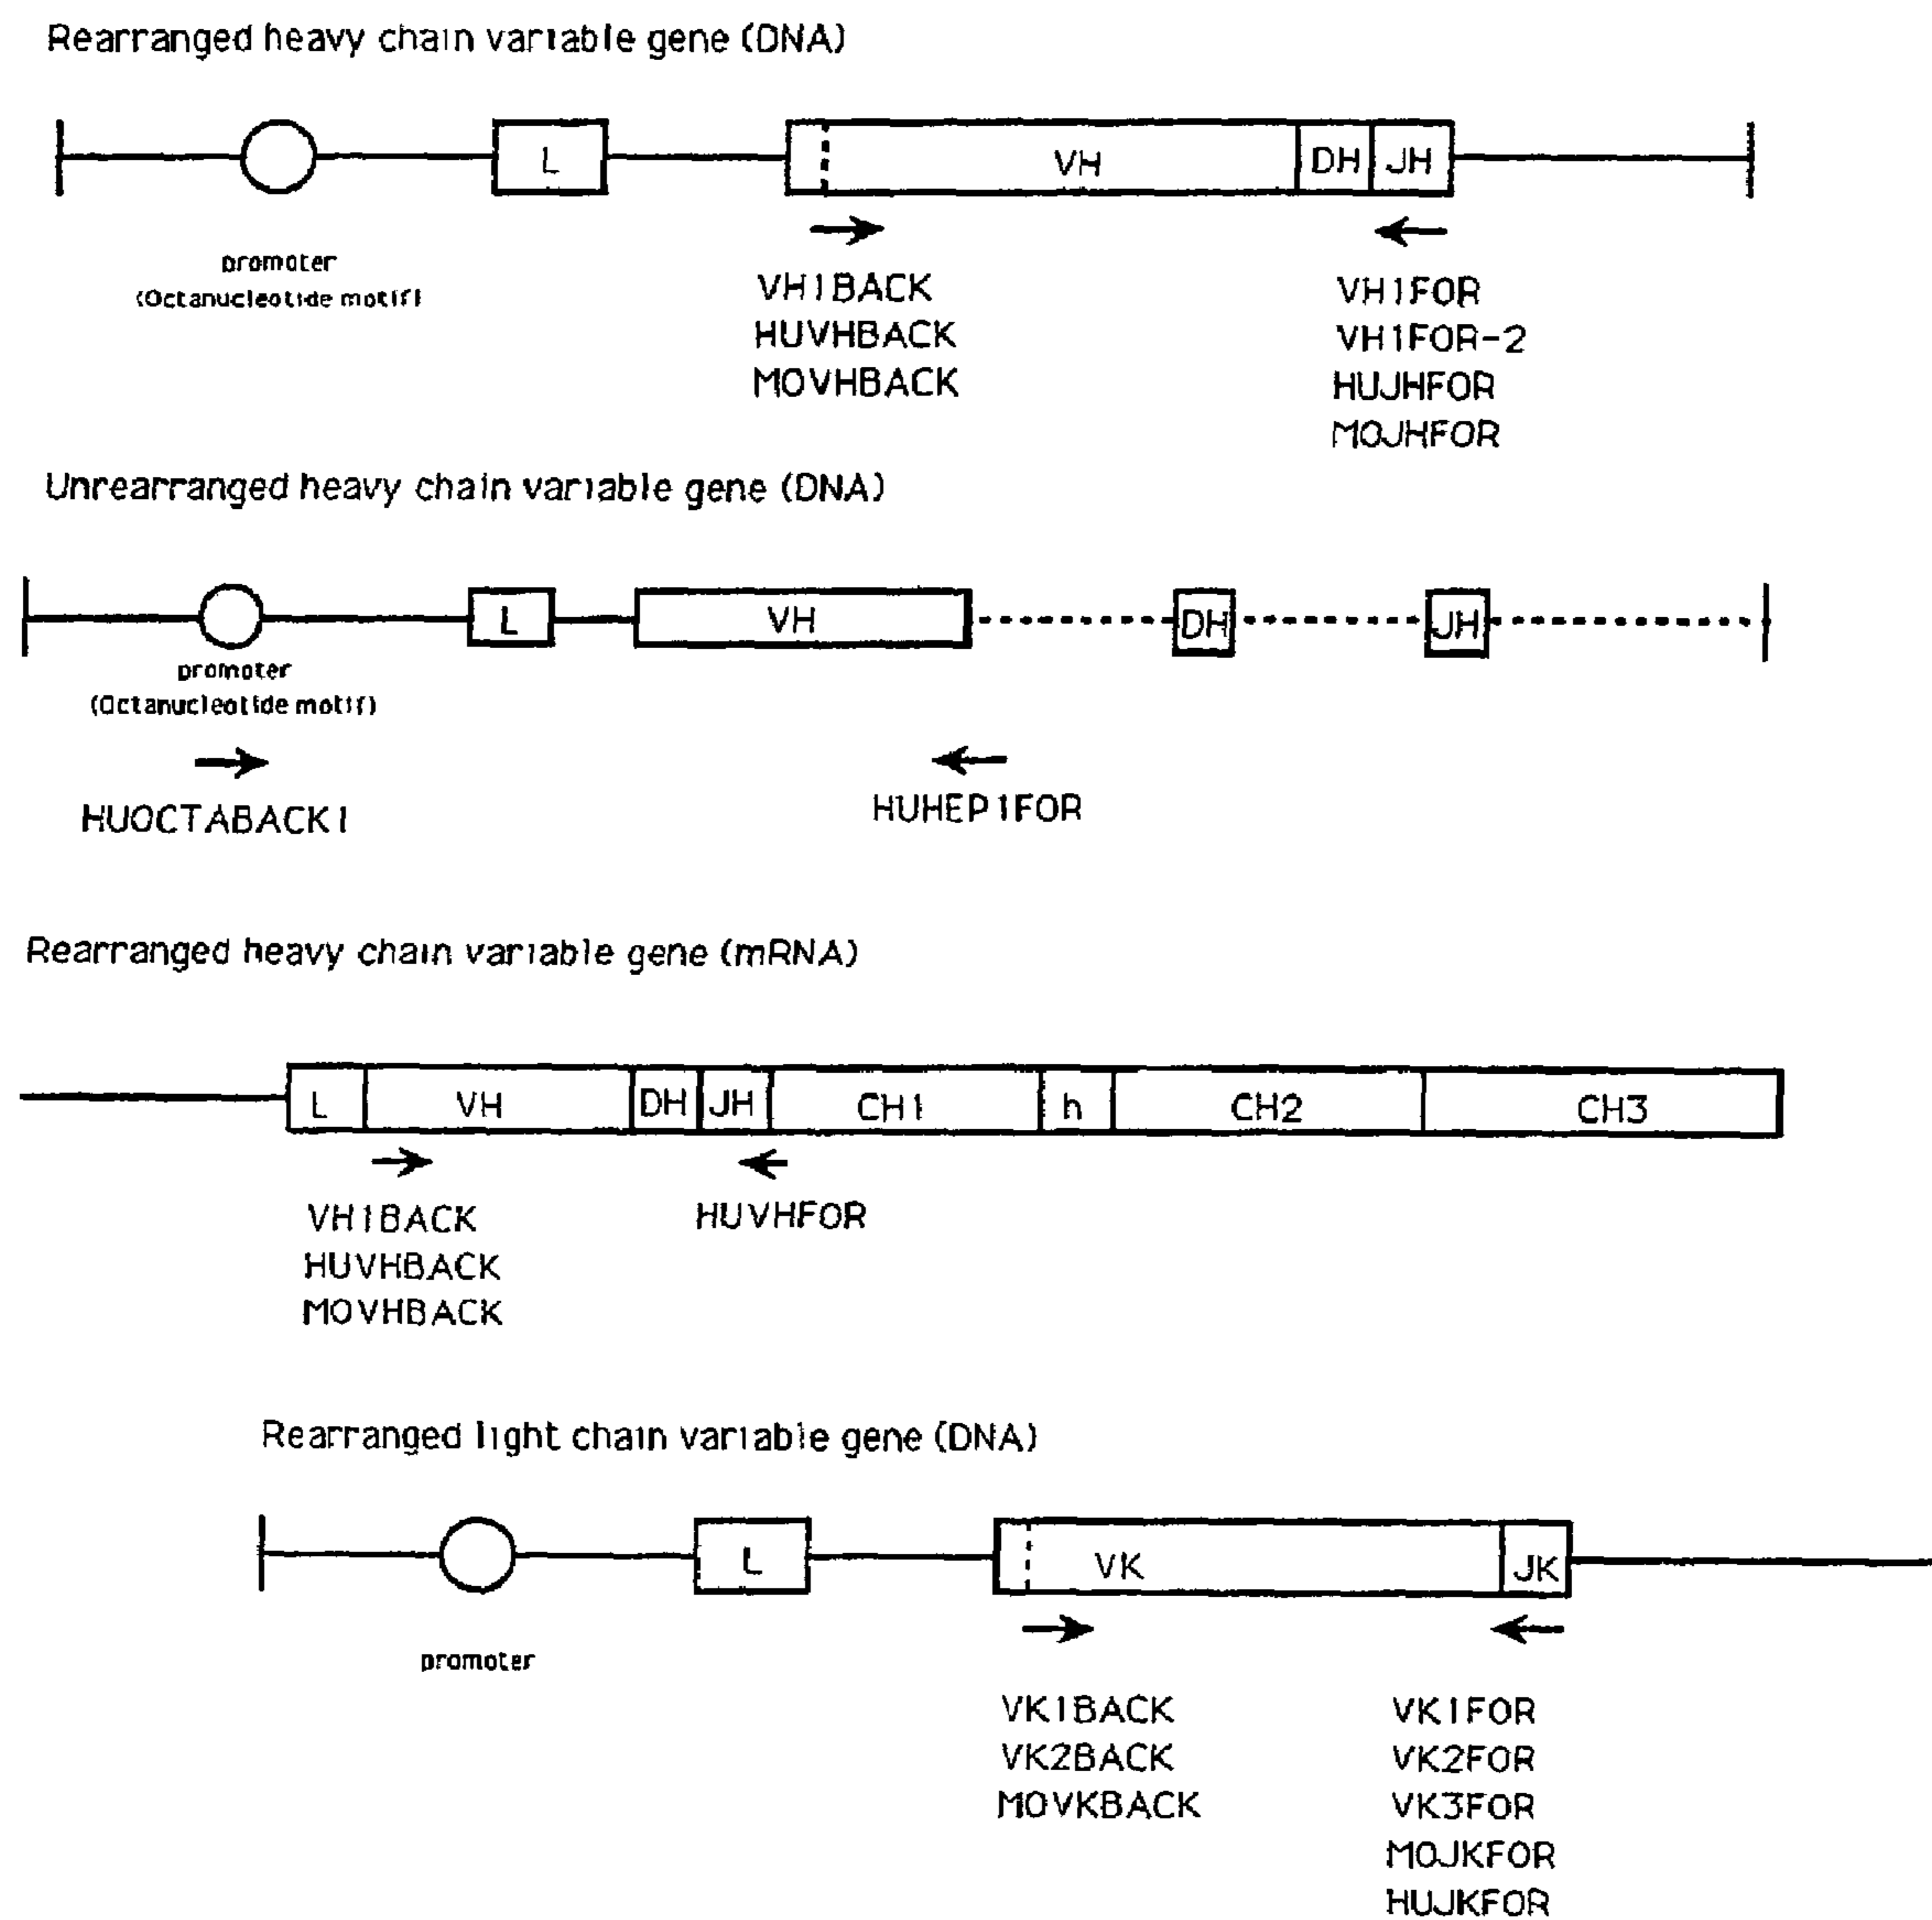 Rearranged heavy chain variable gene (DNA)
L VH DH JH
promoter
(Octanucleotide motif)
VH1BACK VH1FOR
HUVHBACK VH1FOR-2
MOVHBACK HUJHFOR
MOJHFOR
Unrearranged heavy chain variable gene (DNA)
L VH DH JH
promoter
(Octanucleotide motif)
HUOCTABACK1 HUHEP1FOR
Rearranged heavy chain variable gene (mRNA)
L VH DH JH CH1 h CH2 CH3
VH1BACK HUVHFOR
HUVHBACK
MOVHBACK
Rearranged light chain variable gene (DNA)
L VK JK
promoter
VK1BACK VK1FOR
VK2BACK VK2FOR
MOVKBACK VK3FOR
MOJKFOR
HUJKFOR